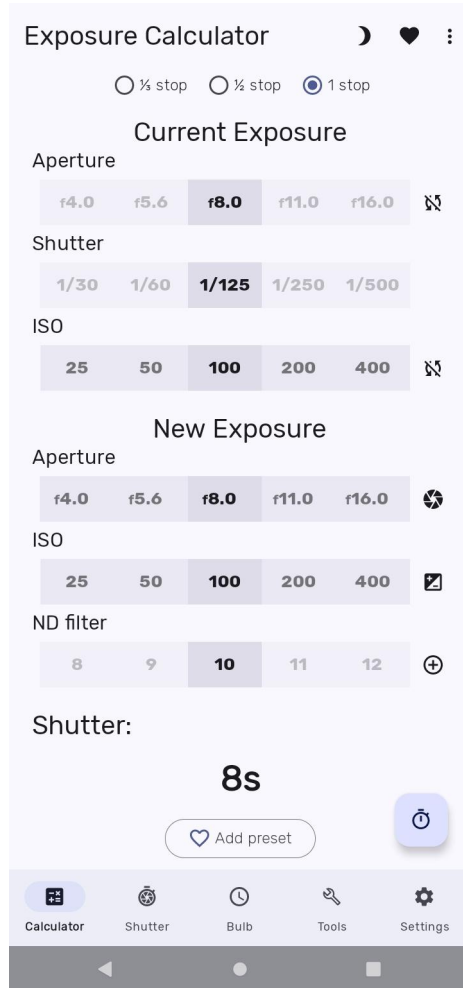 Exposure Calculator
⅓ stop ½ stop 1 stop
Current Exposure
Aperture
f4.0 f5.6 f8.0 f11.0 f16.0
Shutter
1/30 1/60 1/125 1/250 1/500
ISO
25 50 100 200 400
New Exposure
Aperture
f4.0 f5.6 f8.0 f11.0 f16.0
ISO
25 50 100 200 400
ND filter
8 9 10 11 12
Shutter:
8s
Add preset
Calculator Shutter Bulb Tools Settings